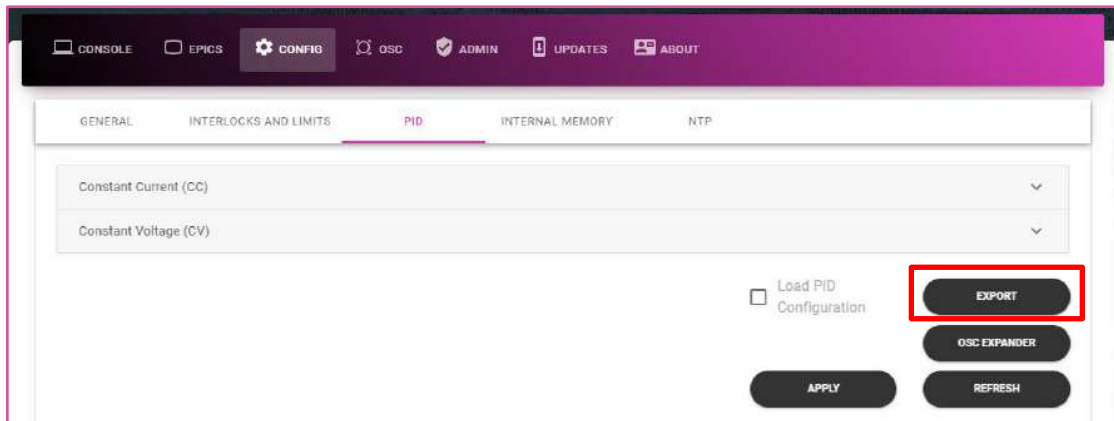 CONSOLE EPICS CONFIG OSC ADMIN UPDATES ABOUT
GENERAL INTERLOCKS AND LIMITS PID INTERNAL MEMORY NTP
Constant Current (CC)
Constant Voltage (CV)
Load PID
Configuration
EXPORT
OSC EXPANDER
APPLY REFRESH